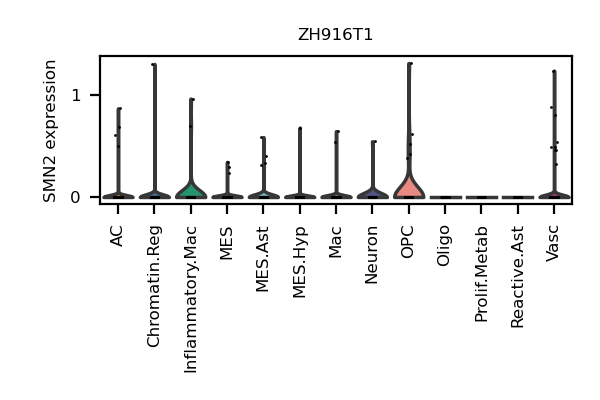 ZH916T1
SMN2 expression
1
0
AC
Chromatin.Reg
Inflammatory.Mac
MES
MES.Ast
MES.Hyp
Mac
Neuron
OPC
Oligo
Prolif.Metab
Reactive.Ast
Vasc